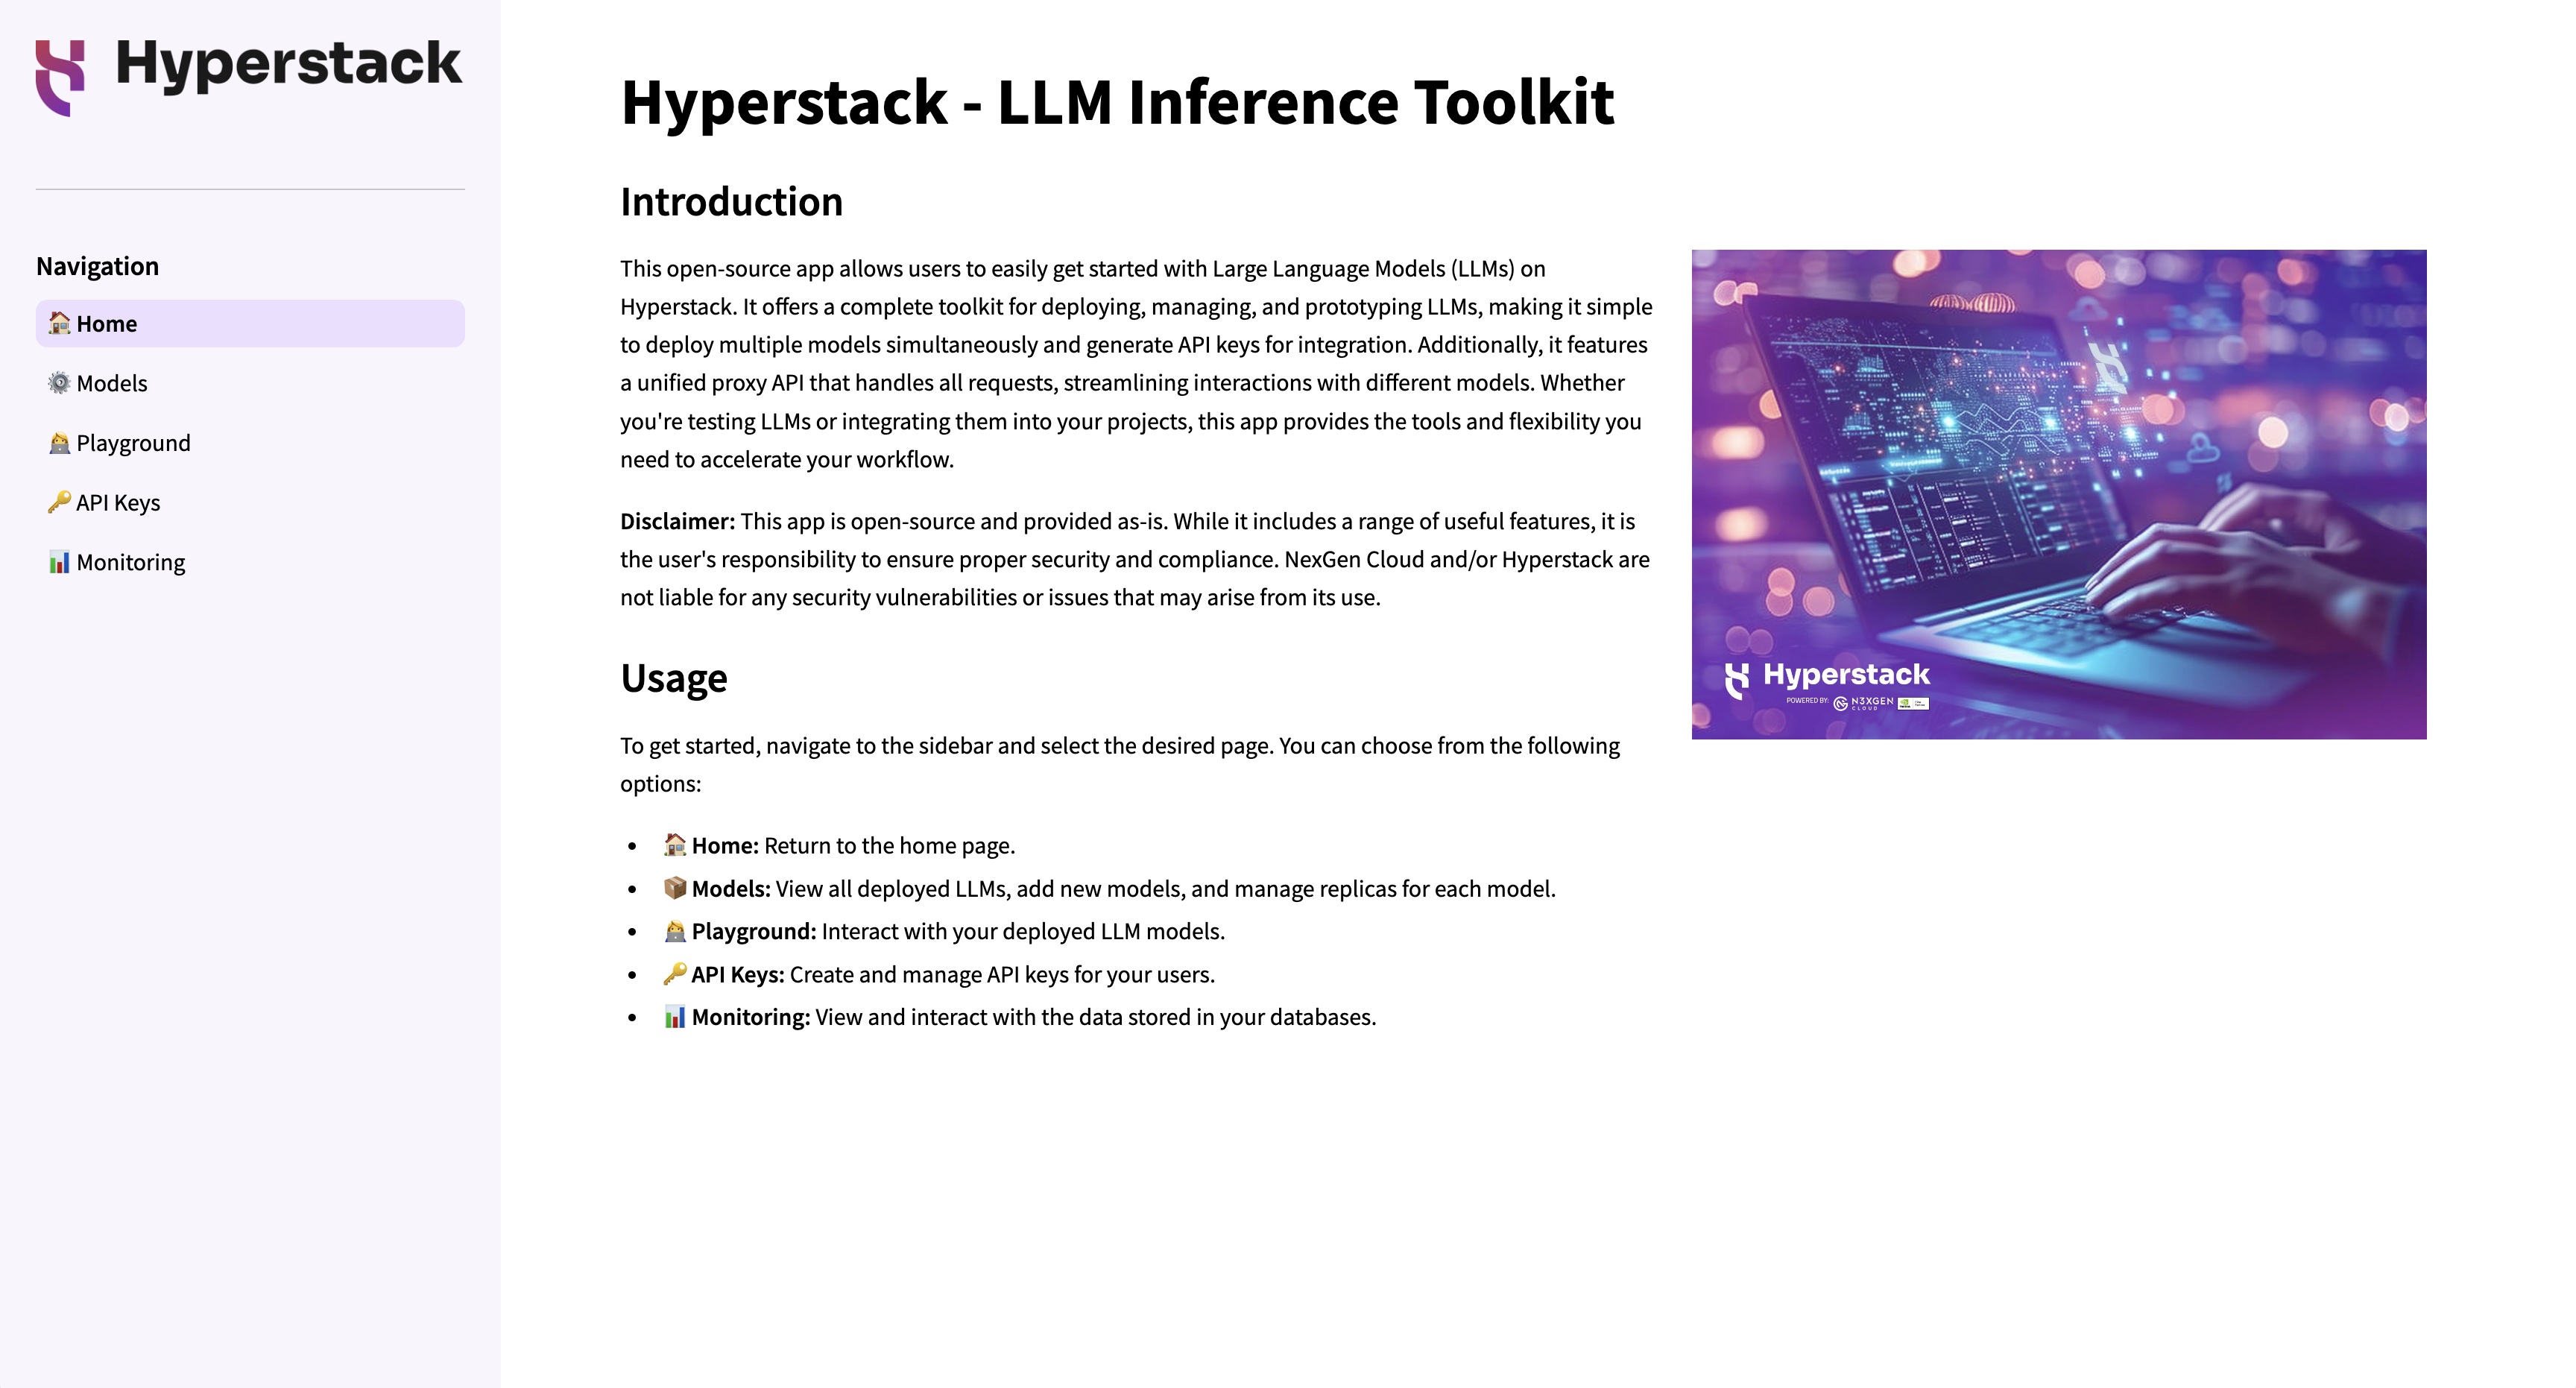 Hyperstack
Navigation
Home
Models
Playground
API Keys
Monitoring
Hyperstack - LLM Inference Toolkit
Introduction
This open-source app allows users to easily get started with Large Language Models (LLMs) on
Hyperstack. It offers a complete toolkit for deploying, managing, and prototyping LLMs, making it simple
to deploy multiple models simultaneously and generate API keys for integration. Additionally, it features
a unified proxy API that handles all requests, streamlining interactions with different models. Whether
you're testing LLMs or integrating them into your projects, this app provides the tools and flexibility you
need to accelerate your workflow.
Disclaimer: This app is open-source and provided as-is. While it includes a range of useful features, it is
the user's responsibility to ensure proper security and compliance. NexGen Cloud and/or Hyperstack are
not liable for any security vulnerabilities or issues that may arise from its use.
Usage
To get started, navigate to the sidebar and select the desired page. You can choose from the following
options:
• Home: Return to the home page.
• Models: View all deployed LLMs, add new models, and manage replicas for each model.
• Playground: Interact with your deployed LLM models.
• API Keys: Create and manage API keys for your users.
• Monitoring: View and interact with the data stored in your databases.
Hyperstack
POWERED BY: N3XGEN
CLOUD